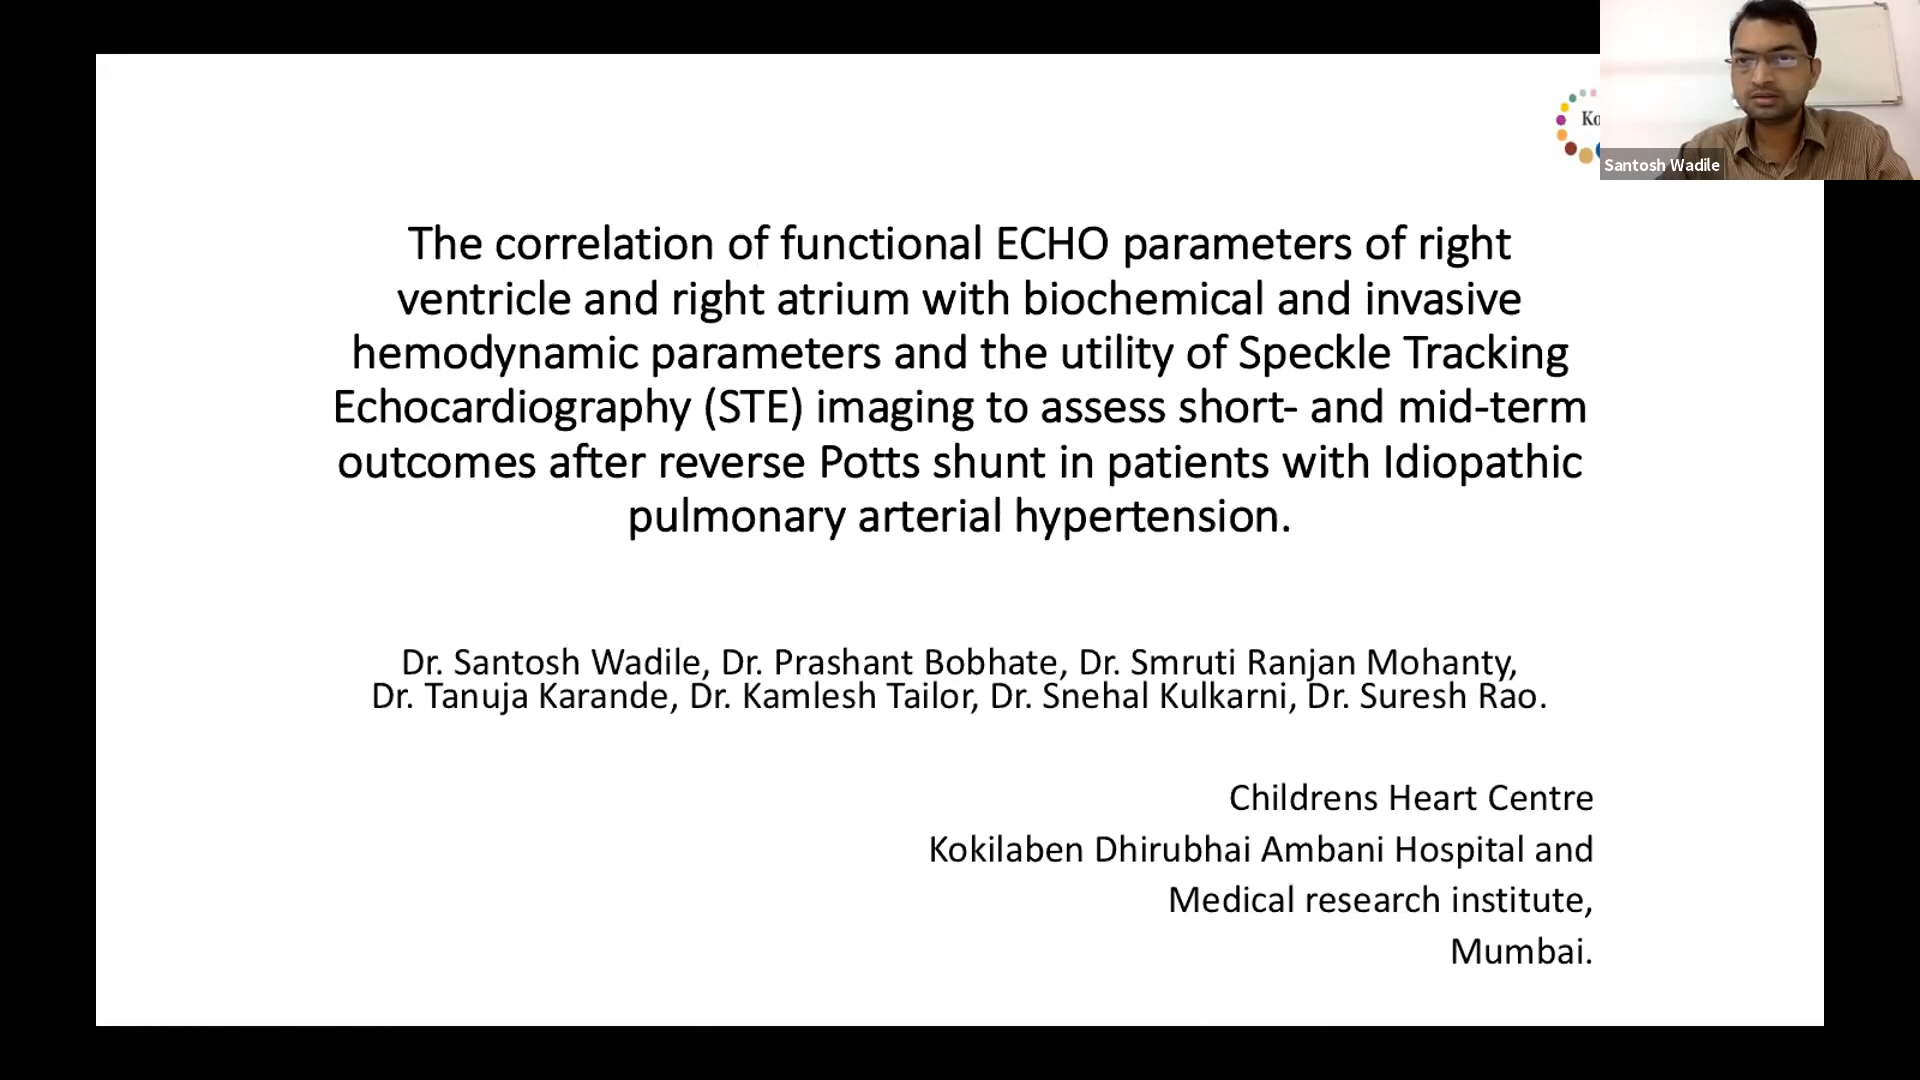 Ko
Santosh Wadile
The correlation of functional ECHO parameters of right
ventricle and right atrium with biochemical and invasive
hemodynamic parameters and the utility of Speckle Tracking
Echocardiography (STE) imaging to assess short- and mid-term
outcomes after reverse Potts shunt in patients with Idiopathic
pulmonary arterial hypertension.
Dr. Santosh Wadile, Dr. Prashant Bobhate, Dr. Smruti Ranjan Mohanty,
Dr. Tanuja Karande, Dr. Kamlesh Tailor, Dr. Snehal Kulkarni, Dr. Suresh Rao.
Childrens Heart Centre
Kokilaben Dhirubhai Ambani Hospital and
Medical research institute,
Mumbai.